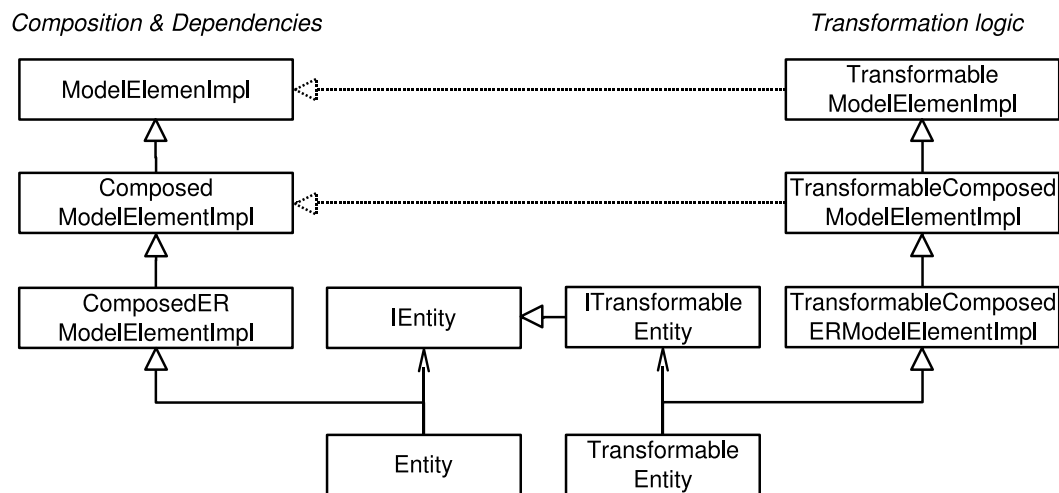 Composition & Dependencies
Transformation logic
ModelElemenImpl
Transformable
ModelElemenImpl
Composed
ModelElementImpl
TransformableComposed
ModelElementImpl
ComposedER
ModelElementImpl
IEntity
ITransformable
Entity
TransformableComposed
ERModelElementImpl
Entity
Transformable
Entity